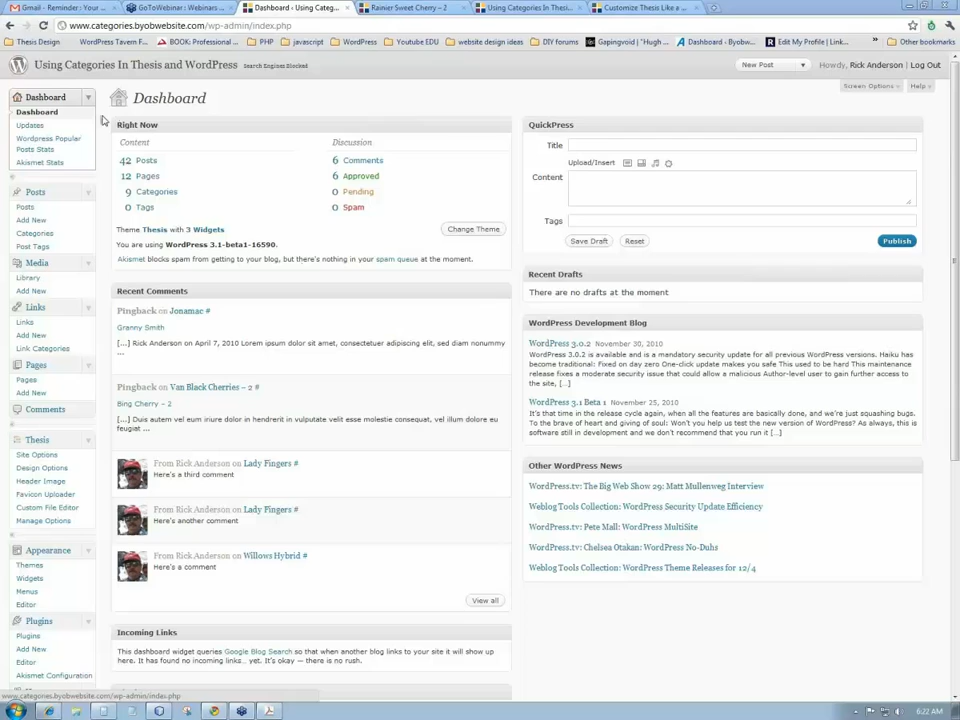 Gmail - Reminder: Your
GoToWebinar : Webinars
Dashboard ‹ Using Categ...
Rainier Sweet Cherry – 2
Using Categories In Thesi...
Customize Thesis Like a
www.categories.byobwebsite.com/wp-admin/index.php
Thesis Design
WordPress Tavern F...
BOOK: Professional ...
PHP
javascript
WordPress
Youtube EDU
website design ideas
DIY forums
Gapingvoid | "Hugh ...
Dashboard ‹ Byobw...
Edit My Profile | Link...
»
Other bookmarks
Using Categories In Thesis and WordPress
Search Engines Blocked
New Post
Howdy, Rick Anderson | Log Out
Screen Options
Help
Dashboard
Dashboard
Updates
Wordpress Popular
Posts Stats
Akismet Stats
Posts
Posts
Add New
Categories
Post Tags
Media
Library
Add New
Links
Links
Add New
Link Categories
Pages
Pages
Add New
Comments
Thesis
Site Options
Design Options
Header Image
Favicon Uploader
Custom File Editor
Manage Options
Appearance
Themes
Widgets
Menus
Editor
Plugins
Plugins
Add New
Editor
Akismet Configuration
Dashboard
Right Now
Content
42 Posts
12 Pages
9 Categories
0 Tags
Discussion
6 Comments
6 Approved
0 Pending
0 Spam
Theme Thesis with 3 Widgets
Change Theme
You are using WordPress 3.1-beta1-16590.
Akismet blocks spam from getting to your blog, but there's nothing in your spam queue at the moment.
Recent Comments
Pingback on Jonamac #
Granny Smith
[...] Rick Anderson on April 7, 2010 Lorem ipsum dolor sit amet, consectetuer adipiscing elit, sed diam nonummy
...
Pingback on Van Black Cherries – 2 #
Bing Cherry – 2
[...] Duis autem vel eum iriure dolor in hendrerit in vulputate velit esse molestie consequat, vel illum dolore eu
feugiat ...
From Rick Anderson on Lady Fingers #
Here's a third comment
From Rick Anderson on Lady Fingers #
Here's another comment
From Rick Anderson on Willows Hybrid #
Here's a comment
View all
Incoming Links
This dashboard widget queries Google Blog Search so that when another blog links to your site it will show up
here. It has found no incoming links... yet. It's okay — there is no rush.
QuickPress
Title
Upload/Insert
Content
Tags
Save Draft
Reset
Publish
Recent Drafts
There are no drafts at the moment
WordPress Development Blog
WordPress 3.0.2 November 30, 2010
WordPress 3.0.2 is available and is a mandatory security update for all previous WordPress versions. Haiku has
become traditional: Fixed on day zero One-click update makes you safe This used to be hard This maintenance
release fixes a moderate security issue that could allow a malicious Author-level user to gain further access to
the site, [...]
WordPress 3.1 Beta 1 November 25, 2010
It's that time in the release cycle again, when all the features are basically done, and we're just squashing bugs.
To the brave of heart and giving of soul: Won't you help us test the new version of WordPress? As always, this is
software still in development and we don't recommend that you run it [...]
Other WordPress News
WordPress.tv: The Big Web Show 29: Matt Mullenweg Interview
Weblog Tools Collection: WordPress Security Update Efficiency
WordPress.tv: Pete Mall: WordPress MultiSite
WordPress.tv: Chelsea Otakan: WordPress No-Duhs
Weblog Tools Collection: WordPress Theme Releases for 12/4
www.categories.byobwebsite.com/wp-admin/index.php
6:22 AM